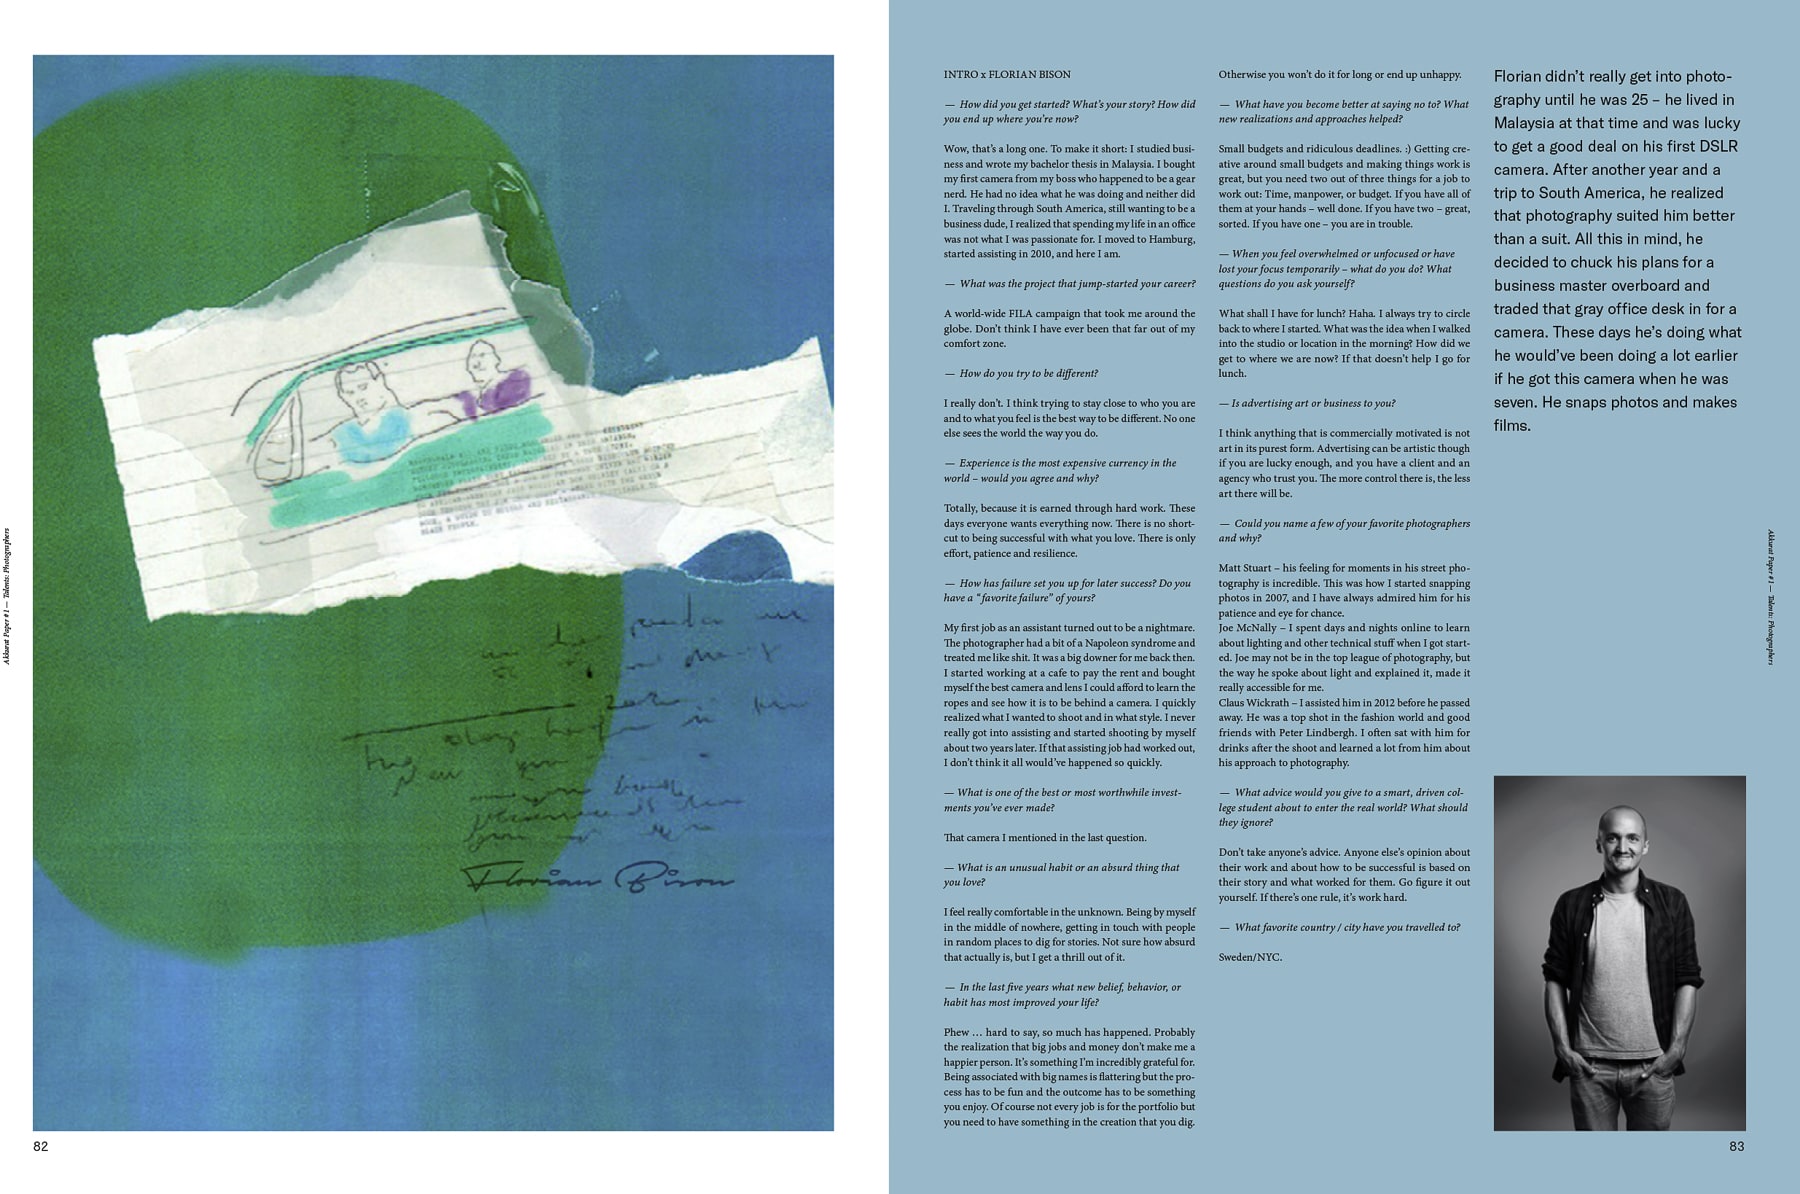 Akkurat Paper #1 — Talents: Photographers
Florian Bison
82
INTRO x FLORIAN BISON
— How did you get started? What's your story? How did
you end up where you're now?
Wow, that's a long one. To make it short: I studied busi-
ness and wrote my bachelor thesis in Malaysia. I bought
my first camera from my boss who happened to be a gear
nerd. He had no idea what he was doing and neither did
I. Traveling through South America, still wanting to be a
business dude, I realized that spending my life in an office
was not what I was passionate for. I moved to Hamburg,
started assisting in 2010, and here I am.
— What was the project that jump-started your career?
A world-wide FILA campaign that took me around the
globe. Don't think I have ever been that far out of my
comfort zone.
— How do you try to be different?
I really don't. I think trying to stay close to who you are
and to what you feel is the best way to be different. No one
else sees the world the way you do.
— Experience is the most expensive currency in the
world – would you agree and why?
Totally, because it is earned through hard work. These
days everyone wants everything now. There is no short-
cut to being successful with what you love. There is only
effort, patience and resilience.
— How has failure set you up for later success? Do you
have a “favorite failure” of yours?
My first job as an assistant turned out to be a nightmare.
The photographer had a bit of a Napoleon syndrome and
treated me like shit. It was a big downer for me back then.
I started working at a cafe to pay the rent and bought
myself the best camera and lens I could afford to learn the
ropes and see how it is to be behind a camera. I quickly
realized what I wanted to shoot and in what style. I never
really got into assisting and started shooting by myself
about two years later. If that assisting job had worked out,
I don't think it all would've happened so quickly.
— What is one of the best or most worthwhile invest-
ments you've ever made?
That camera I mentioned in the last question.
— What is an unusual habit or an absurd thing that
you love?
I feel really comfortable in the unknown. Being by myself
in the middle of nowhere, getting in touch with people
in random places to dig for stories. Not sure how absurd
that actually is, but I get a thrill out of it.
— In the last five years what new belief, behavior, or
habit has most improved your life?
Phew … hard to say, so much has happened. Probably
the realization that big jobs and money don't make me a
happier person. It's something I'm incredibly grateful for.
Being associated with big names is flattering but the pro-
cess has to be fun and the outcome has to be something
you enjoy. Of course not every job is for the portfolio but
you need to have something in the creation that you dig.
Otherwise you won't do it for long or end up unhappy.
— What have you become better at saying no to? What
new realizations and approaches helped?
Small budgets and ridiculous deadlines. :) Getting cre-
ative around small budgets and making things work is
great, but you need two out of three things for a job to
work out: Time, manpower, or budget. If you have all of
them at your hands – well done. If you have two – great,
sorted. If you have one – you are in trouble.
— When you feel overwhelmed or unfocused or have
lost your focus temporarily – what do you do? What
questions do you ask yourself?
What shall I have for lunch? Haha. I always try to circle
back to where I started. What was the idea when I walked
into the studio or location in the morning? How did we
get to where we are now? If that doesn't help I go for
lunch.
— Is advertising art or business to you?
I think anything that is commercially motivated is not
art in its purest form. Advertising can be artistic though
if you are lucky enough, and you have a client and an
agency who trust you. The more control there is, the less
art there will be.
— Could you name a few of your favorite photographers
and why?
Matt Stuart – his feeling for moments in his street pho-
tography is incredible. This was how I started snapping
photos in 2007, and I have always admired him for his
patience and eye for chance.
Joe McNally – I spent days and nights online to learn
about lighting and other technical stuff when I got start-
ed. Joe may not be in the top league of photography, but
the way he spoke about light and explained it, made it
really accessible for me.
Claus Wickrath – I assisted him in 2012 before he passed
away. He was a top shot in the fashion world and good
friends with Peter Lindbergh. I often sat with him for
drinks after the shoot and learned a lot from him about
his approach to photography.
— What advice would you give to a smart, driven col-
lege student about to enter the real world? What should
they ignore?
Don't take anyone's advice. Anyone else's opinion about
their work and about how to be successful is based on
their story and what worked for them. Go figure it out
yourself. If there's one rule, it's work hard.
— What favorite country / city have you travelled to?
Sweden/NYC.
Florian didn't really get into photo-
graphy until he was 25 – he lived in
Malaysia at that time and was lucky
to get a good deal on his first DSLR
camera. After another year and a
trip to South America, he realized
that photography suited him better
than a suit. All this in mind, he
decided to chuck his plans for a
business master overboard and
traded that gray office desk in for a
camera. These days he's doing what
he would've been doing a lot earlier
if he got this camera when he was
seven. He snaps photos and makes
films.
Akkurat Paper #1 — Talents: Photographers
83